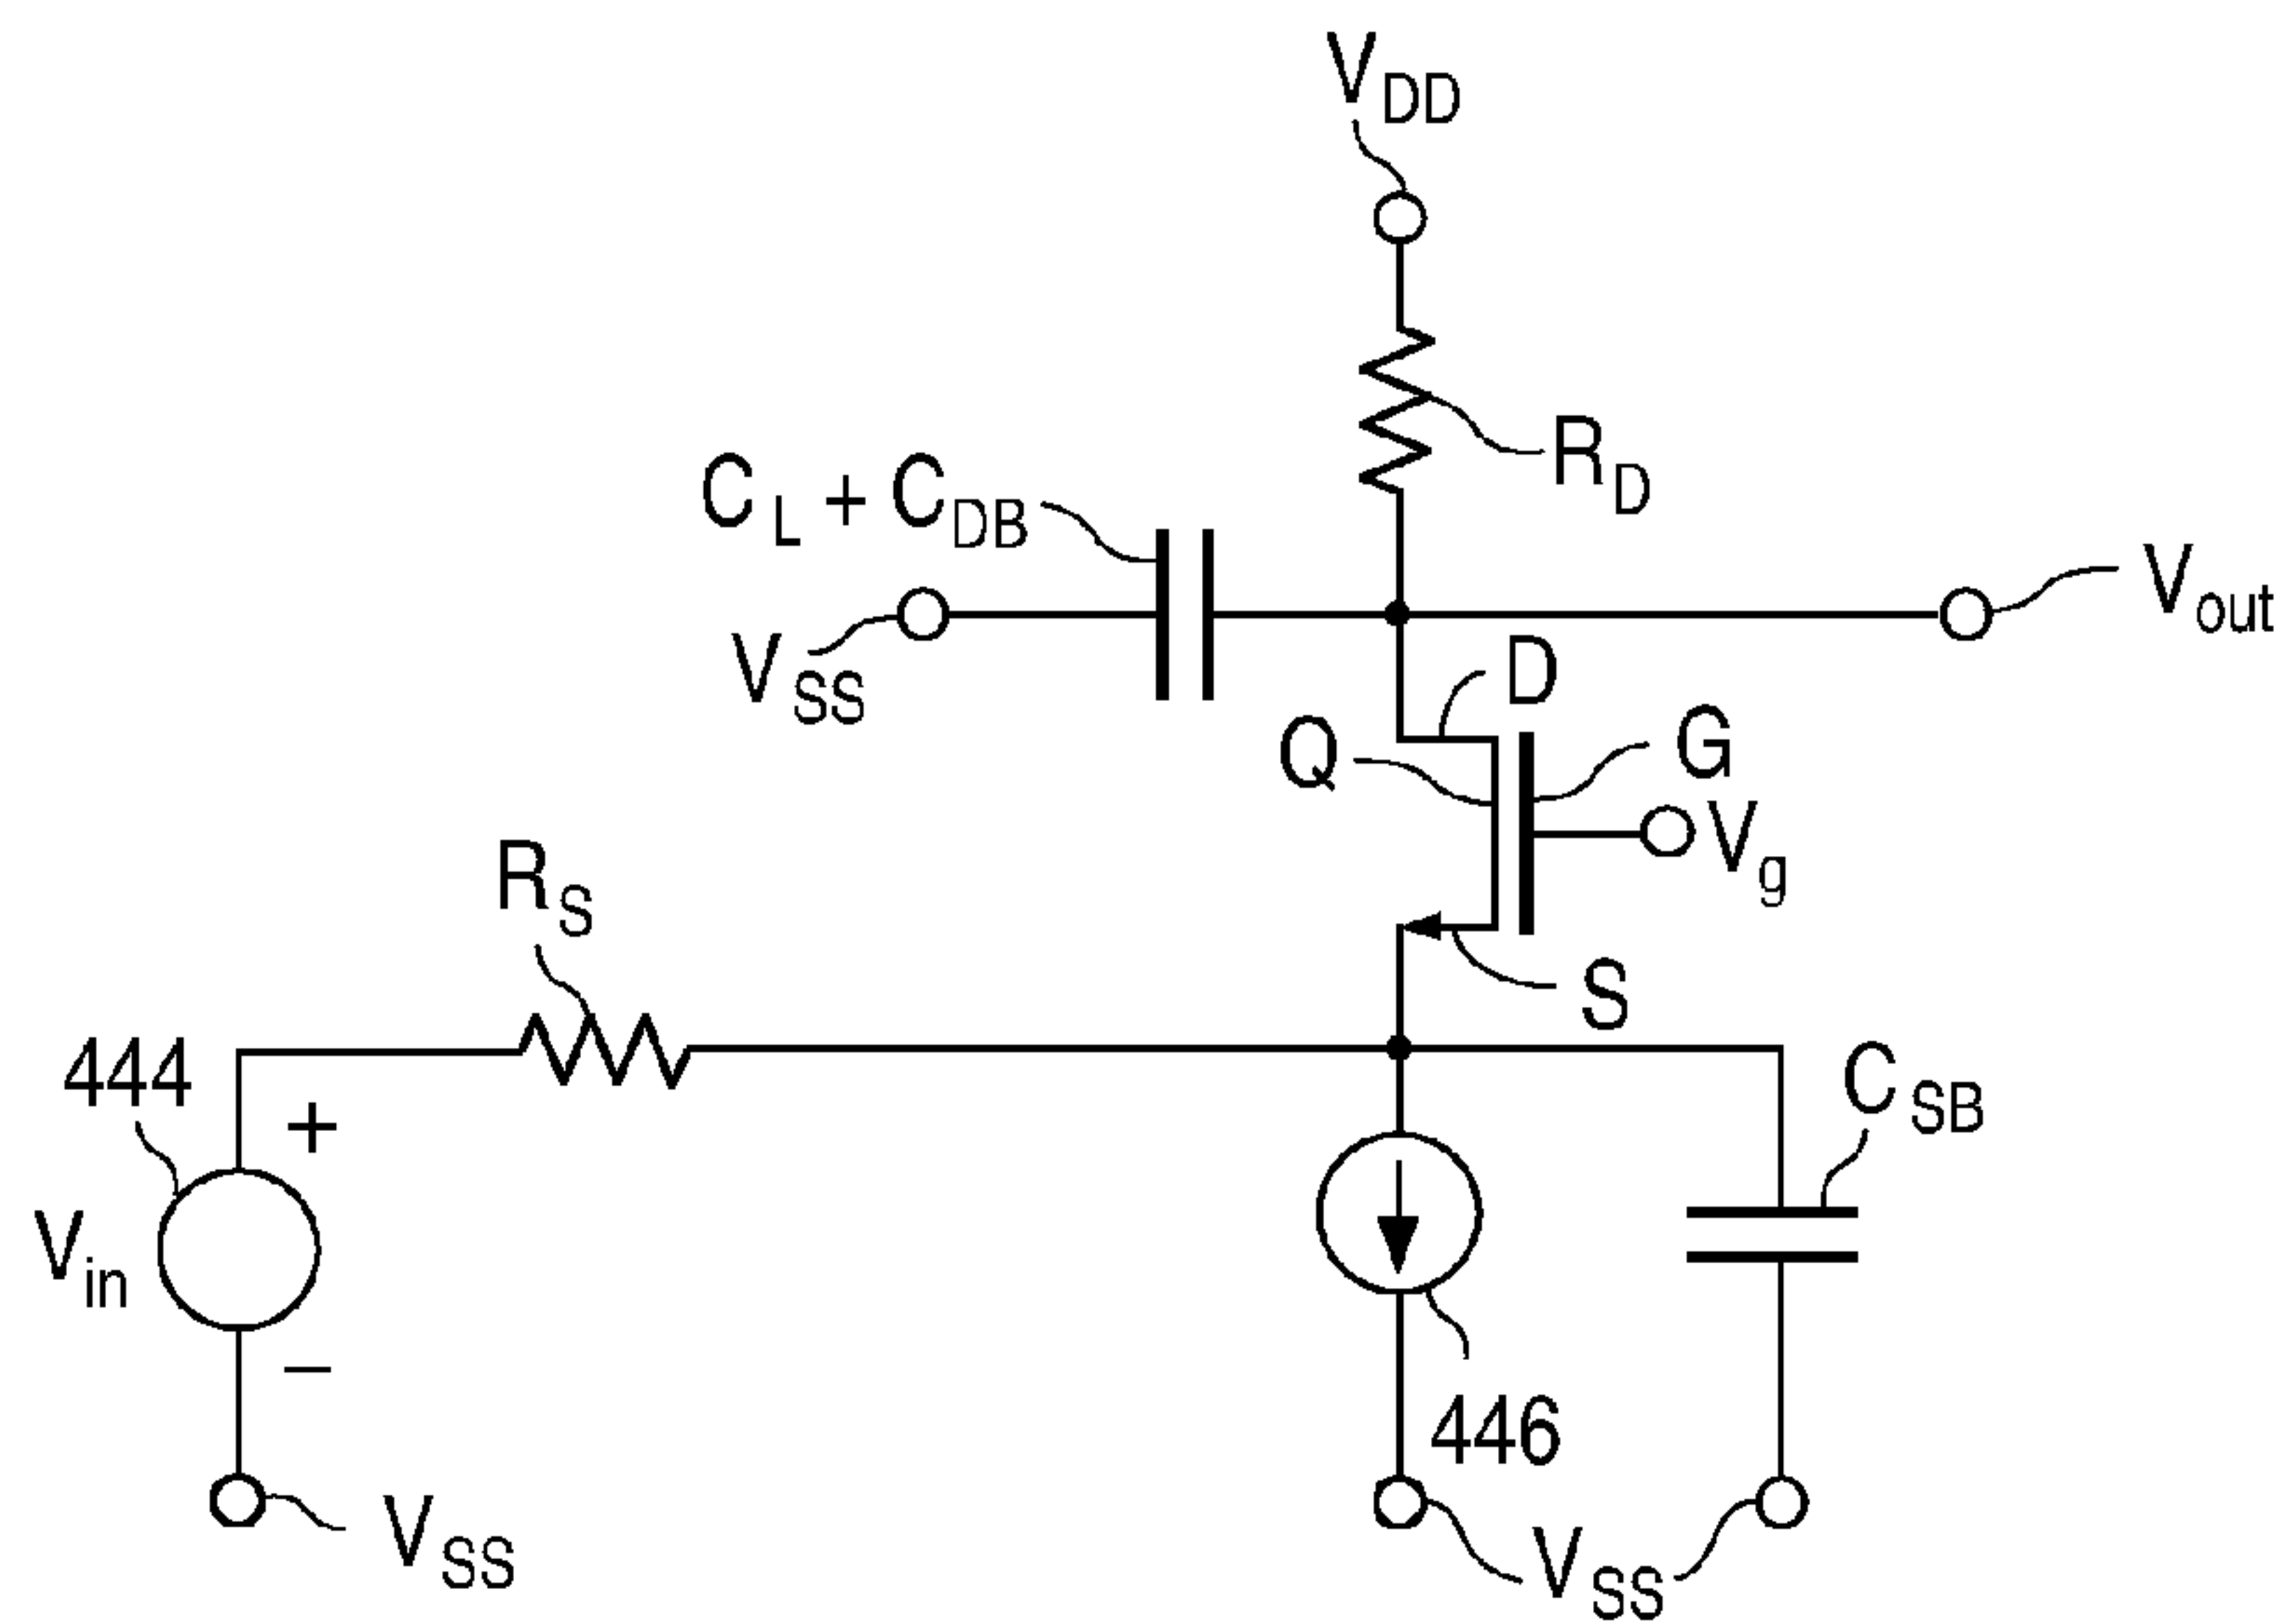 VDD
RD
CL + CDB
Vout
VSS
D
Q
G
Vg
RS
S
444
+
CSB
Vin
−
446
VSS
VSS